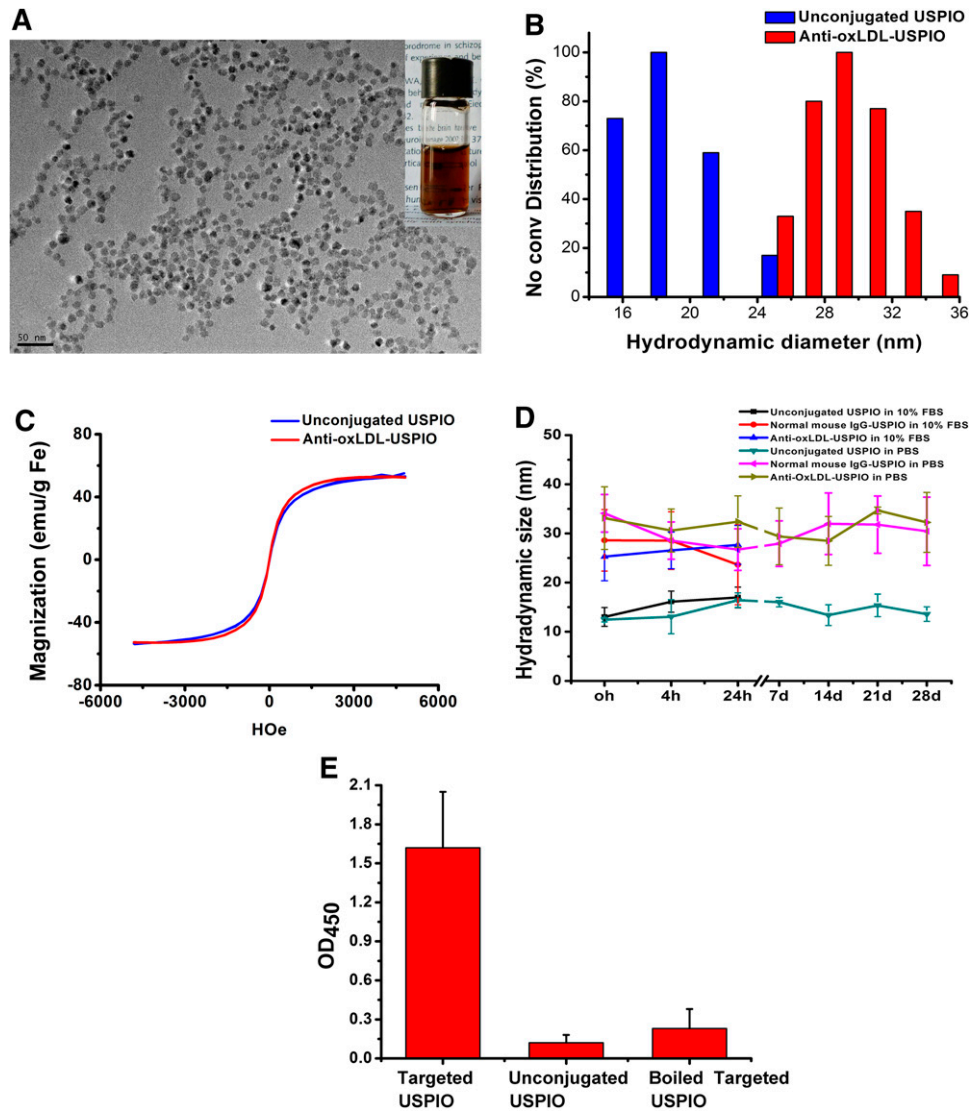 A
50 nm
prodrome in schizo
B
Unconjugated USPIO
Anti-oxLDL-USPIO
No conv Distribution (%)
100
80
60
40
20
0
16
20
24
28
32
36
Hydrodynamic diameter (nm)
C
Unconjugated USPIO
Anti-oxLDL-USPIO
Magnization (emu/g Fe)
80
40
0
-40
-80
-6000
-3000
0
3000
6000
HOe
D
Unconjugated USPIO in 10% FBS
Normal mouse IgG-USPIO in 10% FBS
Anti-oxLDL-USPIO in 10% FBS
Unconjugated USPIO in PBS
Normal mouse IgG-USPIO in PBS
Anti-OxLDL-USPIO in PBS
Hydradynamic size (nm)
50
40
30
20
10
0
oh
4h
24h
7d
14d
21d
28d
E
OD450
2.1
1.8
1.5
1.2
0.9
0.6
0.3
0.0
Targeted USPIO
Unconjugated USPIO
Boiled Targeted USPIO